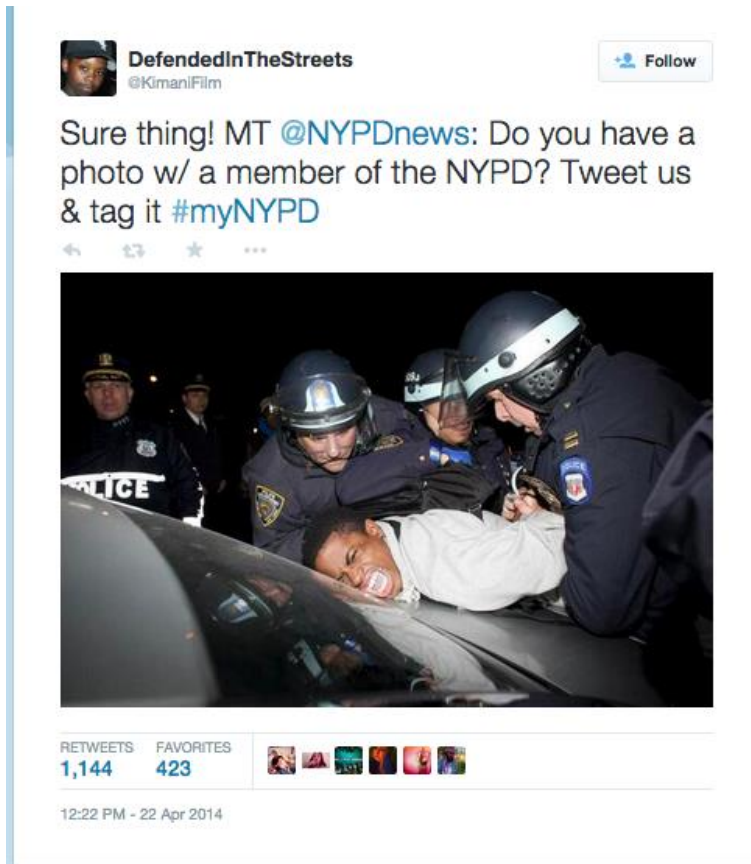 DefendedInTheStreets
@KimaniFilm
Follow
Sure thing! MT @NYPDnews: Do you have a
photo w/ a member of the NYPD? Tweet us
& tag it #myNYPD
POLICE
POLICE
RETWEETS FAVORITES
1,144 423
12:22 PM - 22 Apr 2014